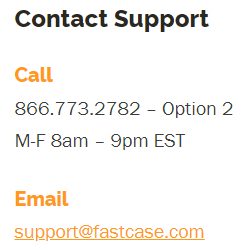 Contact Support
Call
866.773.2782 – Option 2
M-F 8am – 9pm EST
Email
support@fastcase.com